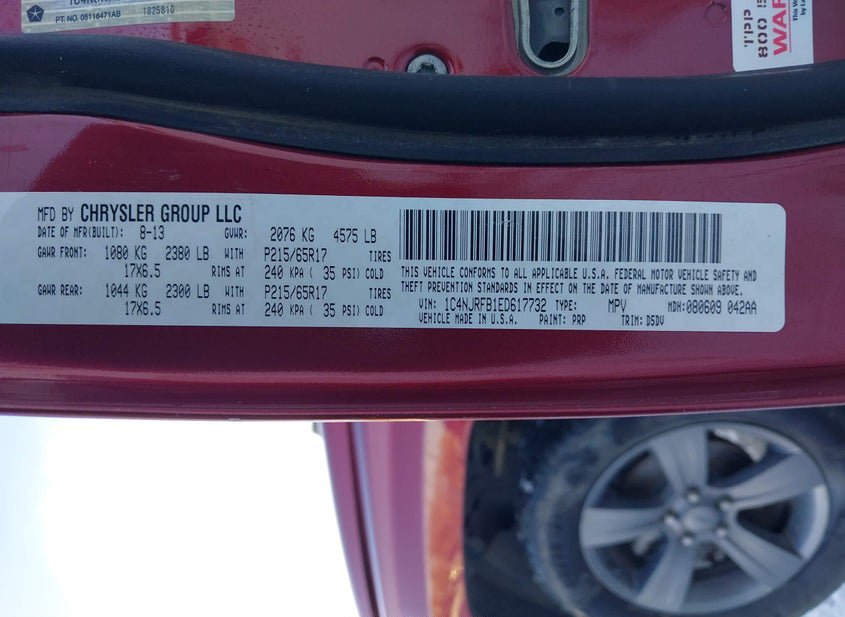 PT. NO. 05116471AB 1825810
800
WAR
MFD BY CHRYSLER GROUP LLC
DATE OF MFR(BUILT): 8-13 GVWR: 2076 KG 4575 LB
GAWR FRONT: 1080 KG 2380 LB WITH P215/65R17 TIRES
17X6.5 RIMS AT 240 KPA ( 35 PSI) COLD
GAWR REAR: 1044 KG 2300 LB WITH P215/65R17 TIRES
17X6.5 RIMS AT 240 KPA ( 35 PSI) COLD
THIS VEHICLE CONFORMS TO ALL APPLICABLE U.S.A. FEDERAL MOTOR VEHICLE SAFETY AND
THEFT PREVENTION STANDARDS IN EFFECT ON THE DATE OF MANUFACTURE SHOWN ABOVE.
VIN: 1C4NJRFB1ED617732 TYPE: MPV MDH: 080609 042AA
VEHICLE MADE IN U.S.A. PAINT: PRP TRIM: D5DV